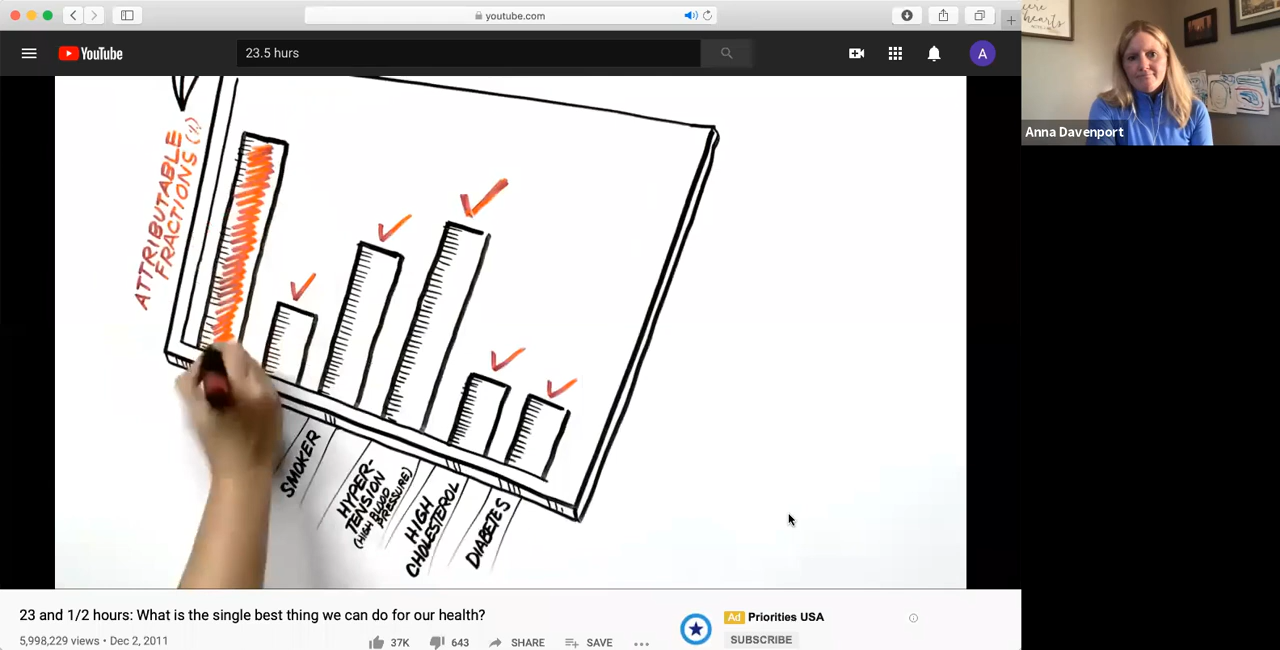 youtube.com
YouTube
23.5 hurs
A
ere
hearts
Anna Davenport
ATTRIBUTABLE
FRACTIONS (%)
SMOKER
HYPER-
TENSION
(HIGH BLOOD
PRESSURE)
HIGH
CHOLESTEROL
DIABETES
23 and 1/2 hours: What is the single best thing we can do for our health?
5,998,229 views • Dec 2, 2011
37K 643 SHARE SAVE
Ad Priorities USA
SUBSCRIBE